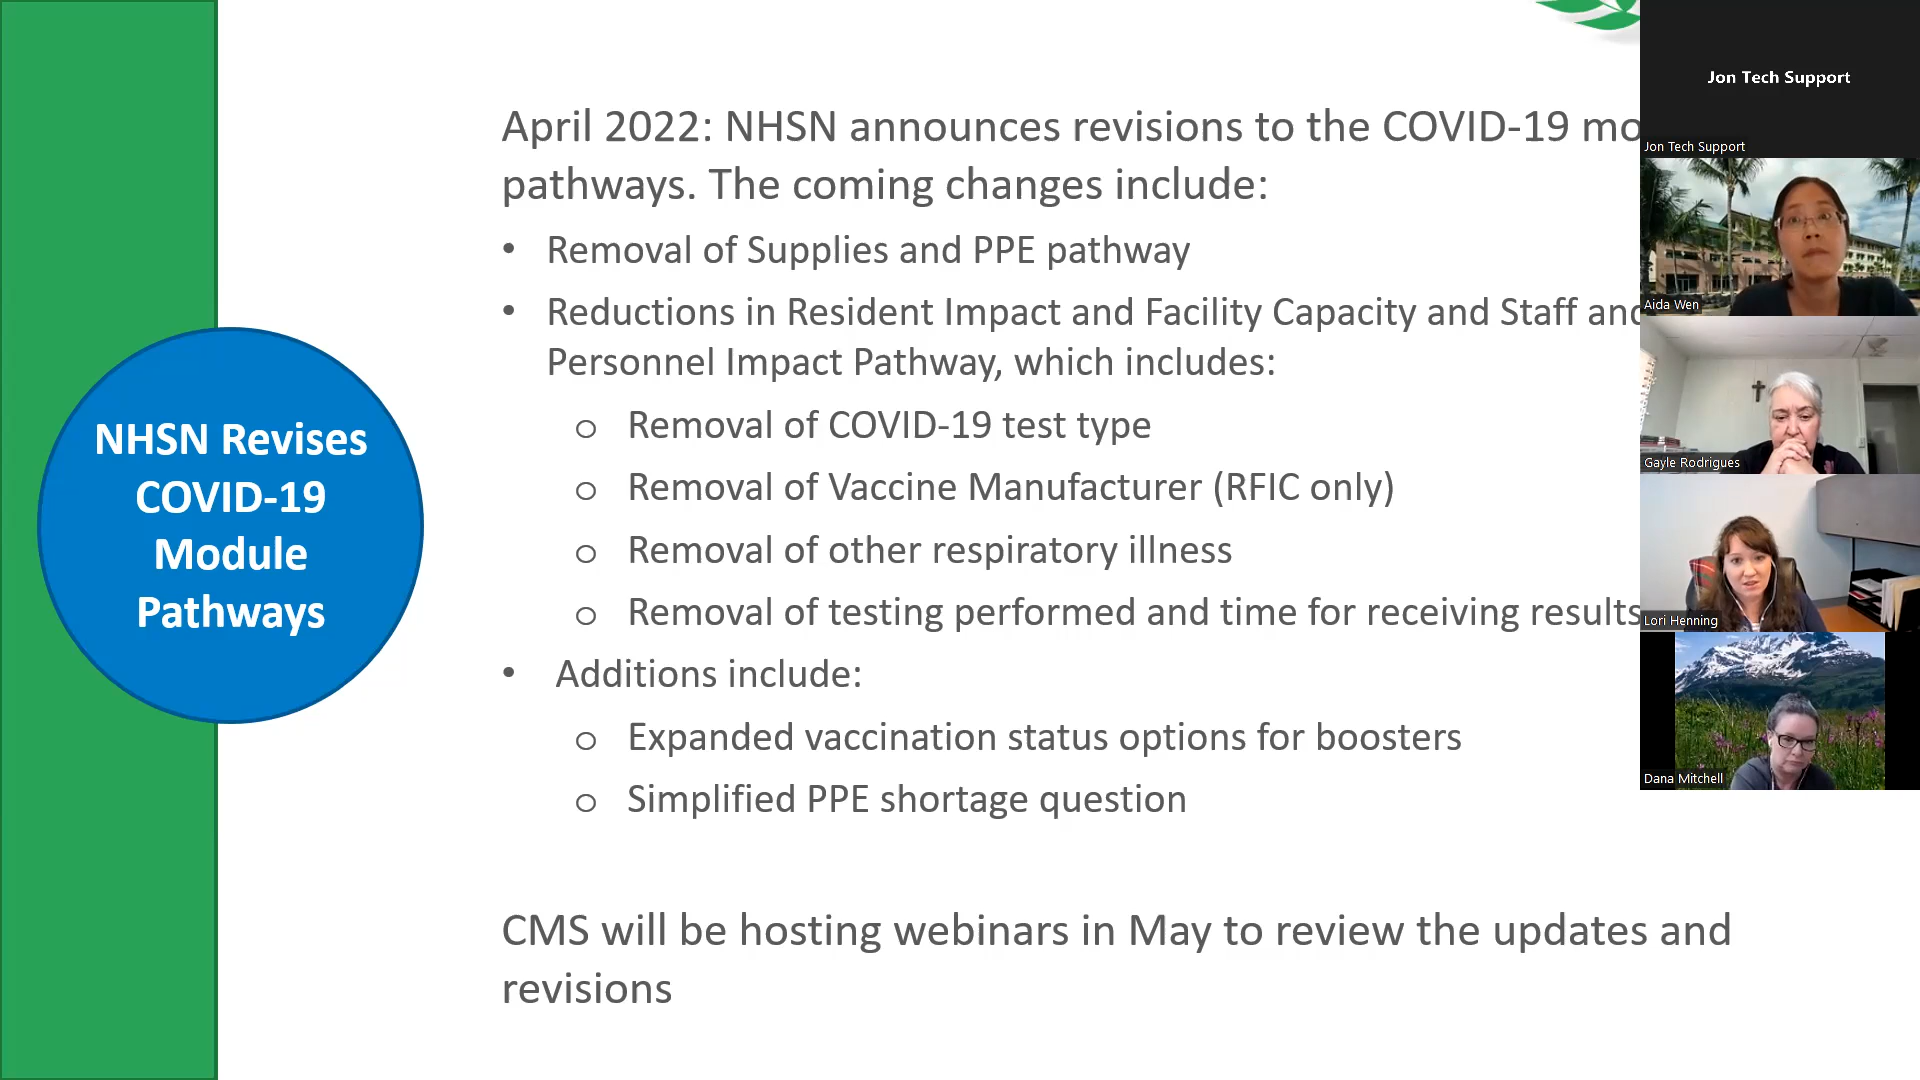 NHSN Revises
COVID-19
Module
Pathways
April 2022: NHSN announces revisions to the COVID-19
pathways. The coming changes include:
• Removal of Supplies and PPE pathway
• Reductions in Resident Impact and Facility Capacity and Staff and
Personnel Impact Pathway, which includes:
o Removal of COVID-19 test type
o Removal of Vaccine Manufacturer (RFIC only)
o Removal of other respiratory illness
o Removal of testing performed and time for receiving results
• Additions include:
o Expanded vaccination status options for boosters
o Simplified PPE shortage question
CMS will be hosting webinars in May to review the updates and
revisions
Jon Tech Support
Jon Tech Support
Aida Wen
Gayle Rodrigues
Lori Henning
Dana Mitchell